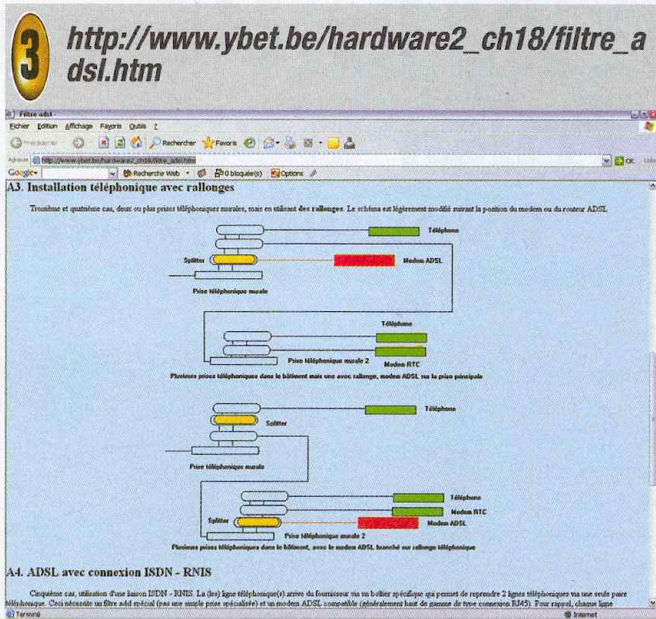 3
http://www.ybet.be/hardware2_ch18/filtre_a
dsl.htm
Filtre adsl
Fichier Edition Affichage Favoris Outils ?
Précédente Rechercher Favoris
Adresse http://www.ybet.be/hardware2_ch18/filtre_adsl.htm OK
Google Recherche Web 0 bloquée(s) Options
A3. Installation téléphonique avec rallonges
Troisième et quatrième cas, deux ou plus prises téléphoniques murales, mais en utilisant des rallonges. Le schéma est légèrement modifié suivant la position du modem ou du routeur ADSL
Téléphone
Splitter
Modem ADSL
Prise téléphonique murale
Téléphone
Prise téléphonique murale 2
Modem RTC
Plusieurs prises téléphoniques dans le bâtiment mais une avec rallonge, modem ADSL sur la prise principale
Téléphone
Splitter
Prise téléphonique murale
Téléphone
Modem RTC
Splitter
Modem ADSL
Prise téléphonique murale 2
Plusieurs prises téléphoniques dans le bâtiment, avec le modem ADSL branché sur rallonge téléphonique
A4. ADSL avec connexion ISDN - RNIS
Cinquième cas, utilisation d'une liaison ISDN - RNIS. La (les) ligne téléphonique(s) arrive du fournisseur via un boîtier spécifique qui permet de reprendre 2 lignes téléphoniques via une seule paire
téléphonique. Ceci nécessite un filtre adsl spécial (pas une simple prise spécialisée) et un modem ADSL compatible (généralement haut de gamme de type connexion RJ45). Pour rappel, chaque ligne
Terminé Internet